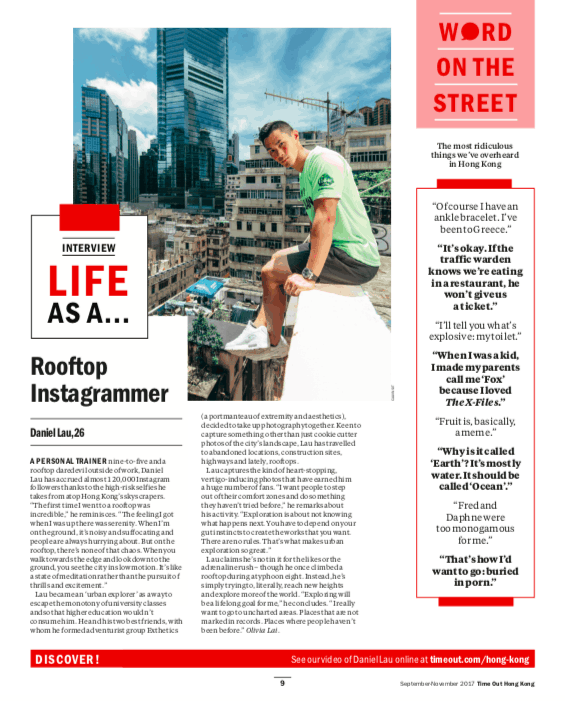 WORD
ON THE
STREET
The most ridiculous
things we've overheard
in Hong Kong
"Of course I have an
ankle bracelet. I've
been to Greece."
"It's okay. If the
traffic warden
knows we're eating
in a restaurant, he
won't give us
a ticket."
"I'll tell you what's
explosive: my toilet."
"When I was a kid,
I made my parents
call me 'Fox'
because I loved
The X-Files."
"Fruit is, basically,
a meme."
"Why is it called
'Earth'? It's mostly
water. It should be
called 'Ocean'."
"Fred and
Daphne were
too monogamous
for me."
"That's how I'd
want to go: buried
in porn."
INTERVIEW
LIFE
AS A...
Rooftop
Instagrammer
Daniel Lau, 26
A PERSONAL TRAINER nine-to-five and a
rooftop daredevil outside of work, Daniel
Lau has accrued almost 120,000 Instagram
followers thanks to the high-risk selfies he
takes from atop Hong Kong's skyscrapers.
"The first time I went to a rooftop was
incredible," he reminisces. "The feeling I got
when I was up there was serenity. When I'm
on the ground, it's noisy and suffocating and
people are always hurrying about. But on the
rooftop, there's none of that chaos. When you
walk towards the edge and look down to the
ground, you see the city in slow motion. It's like
a state of meditation rather than the pursuit of
thrills and excitement."
Lau became an 'urban explorer' as a way to
escape the monotony of university classes
and so that higher education wouldn't
consume him. He and his two best friends, with
whom he formed adventurist group Exthetics
(a portmanteau of extremity and aesthetics),
decided to take up photography together. Keen to
capture something other than just cookie cutter
photos of the city's landscape, Lau has travelled
to abandoned locations, construction sites,
highways and lately, rooftops.
Lau captures the kind of heart-stopping,
vertigo-inducing photos that have earned him
a huge number of fans. "I want people to step
out of their comfort zones and do something
they haven't tried before," he remarks about
his activity. "Exploration is about not knowing
what happens next. You have to depend on your
gut instincts to create the works that you want.
There are no rules. That's what makes urban
exploration so great."
Lau claims he's not in it for the likes or the
adrenaline rush – though he once climbed a
rooftop during a typhoon eight. Instead, he's
simply trying to, literally, reach new heights
and explore more of the world. "Exploring will
be a lifelong goal for me," he concludes. "I really
want to go to uncharted areas. Places that are not
marked in records. Places where people haven't
been before." Olivia Lai.
DISCOVER!
See our video of Daniel Lau online at timeout.com/hong-kong
9
September-November 2017 Time Out Hong Kong